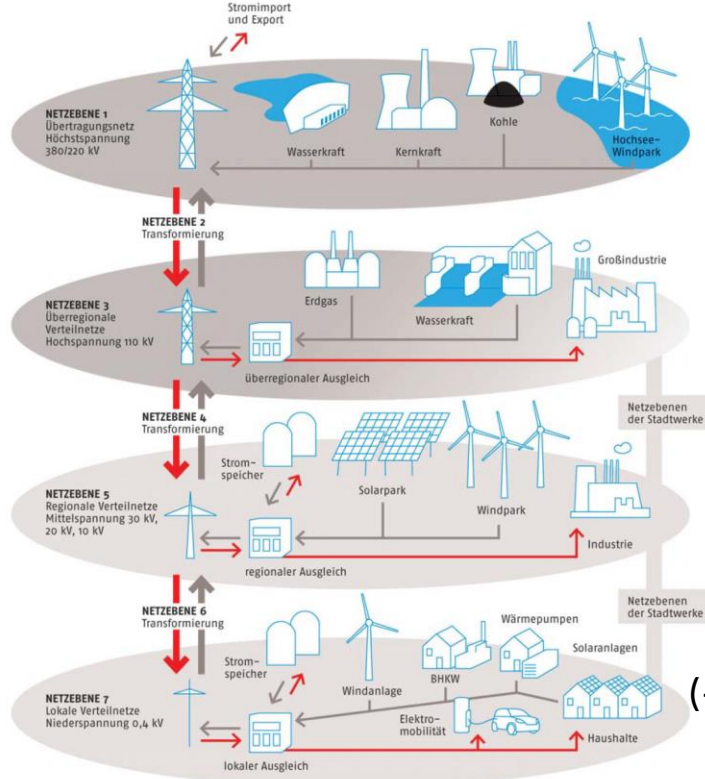 Stromimport
und Export
NETZEBENE 1
Übertragungsnetz
Höchstspannung
380/220 kV
Wasserkraft
Kernkraft
Kohle
Hochsee-
Windpark
NETZEBENE 2
Transformierung
NETZEBENE 3
Überregionale
Verteilnetze
Hochspannung 110 kV
Erdgas
Wasserkraft
Großindustrie
überregionaler Ausgleich
Netzebenen
der Stadtwerke
NETZEBENE 4
Transformierung
Strom-
speicher
NETZEBENE 5
Regionale Verteilnetze
Mittelspannung 30 kV,
20 kV, 10 kV
Solarpark
Windpark
Industrie
regionaler Ausgleich
Netzebenen
der Stadtwerke
NETZEBENE 6
Transformierung
Strom-
speicher
Windanlage
BHKW
Wärmepumpen
Solaranlagen
NETZEBENE 7
Lokale Verteilnetze
Niederspannung 0,4 kV
Elektro-
mobilität
Haushalte
lokaler Ausgleich